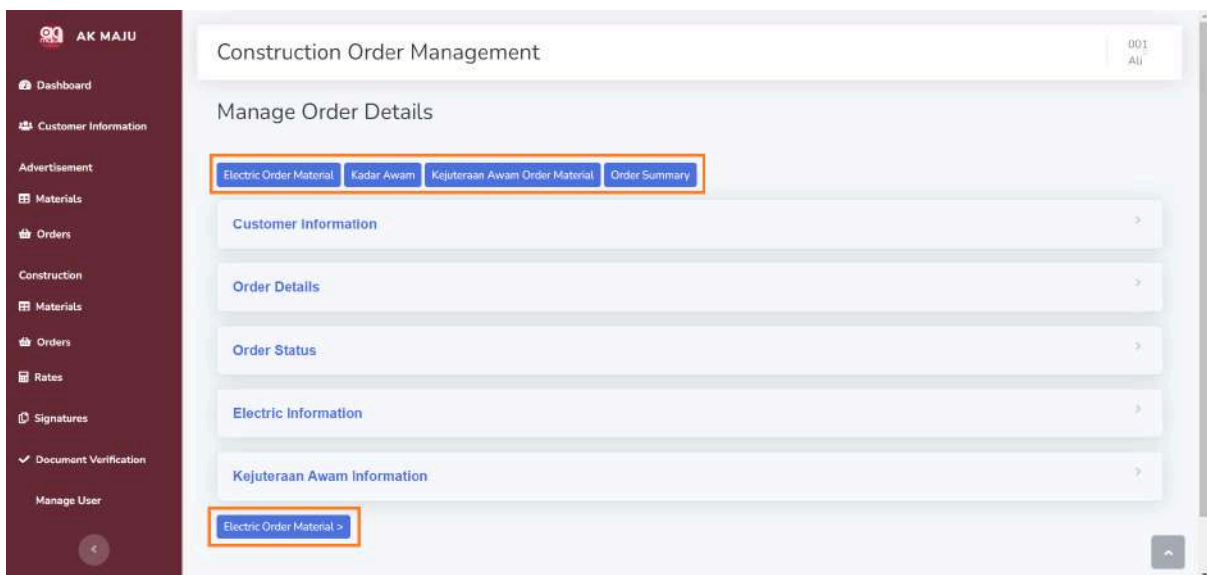 AK MAJU
Dashboard
Customer Information
Advertisement
Materials
Orders
Construction
Materials
Orders
Rates
Signatures
Document Verification
Manage User
Construction Order Management
001
Ali
Manage Order Details
Electric Order Material Kadar Awam Kejuteraan Awam Order Material Order Summary
Customer Information
Order Details
Order Status
Electric Information
Kejuteraan Awam Information
Electric Order Material >